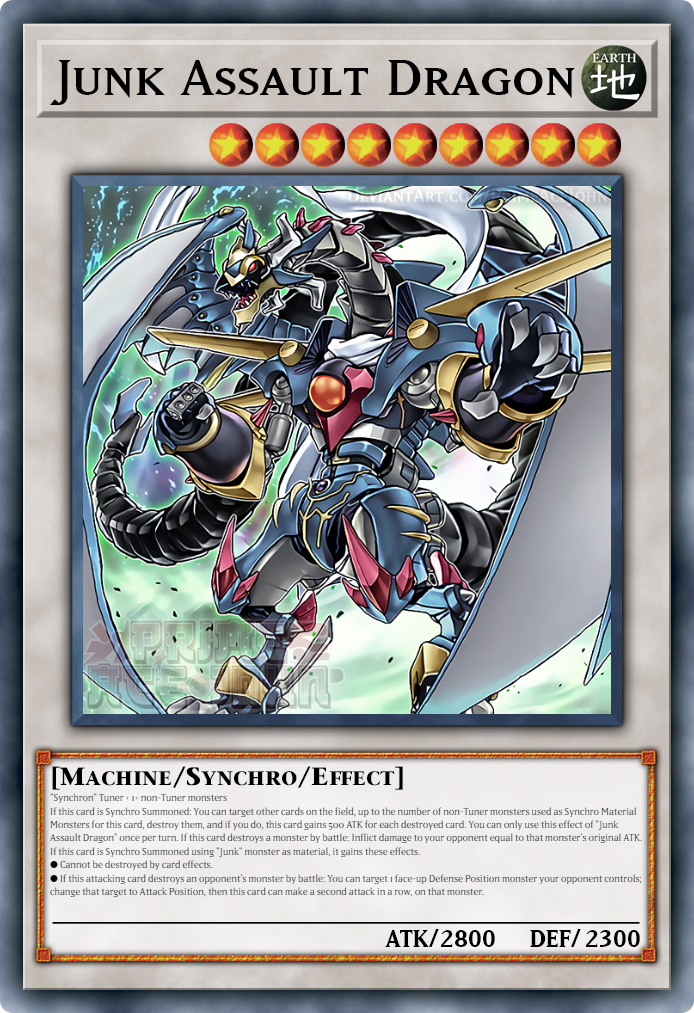 Junk Assault Dragon
EARTH
地
[Machine/Synchro/Effect]
"Synchron" Tuner + 1+ non-Tuner monsters
If this card is Synchro Summoned: You can target other cards on the field, up to the number of non-Tuner monsters used as Synchro Material
Monsters for this card, destroy them, and if you do, this card gains 500 ATK for each destroyed card. You can only use this effect of "Junk
Assault Dragon" once per turn. If this card destroys a monster by battle: Inflict damage to your opponent equal to that monster's original ATK.
If this card is Synchro Summoned using "Junk" monster as material, it gains these effects.
● Cannot be destroyed by card effects.
● If this attacking card destroys an opponent's monster by battle: You can target 1 face-up Defense Position monster your opponent controls;
change that target to Attack Position, then this card can make a second attack in a row, on that monster.
ATK/2800 DEF/2300